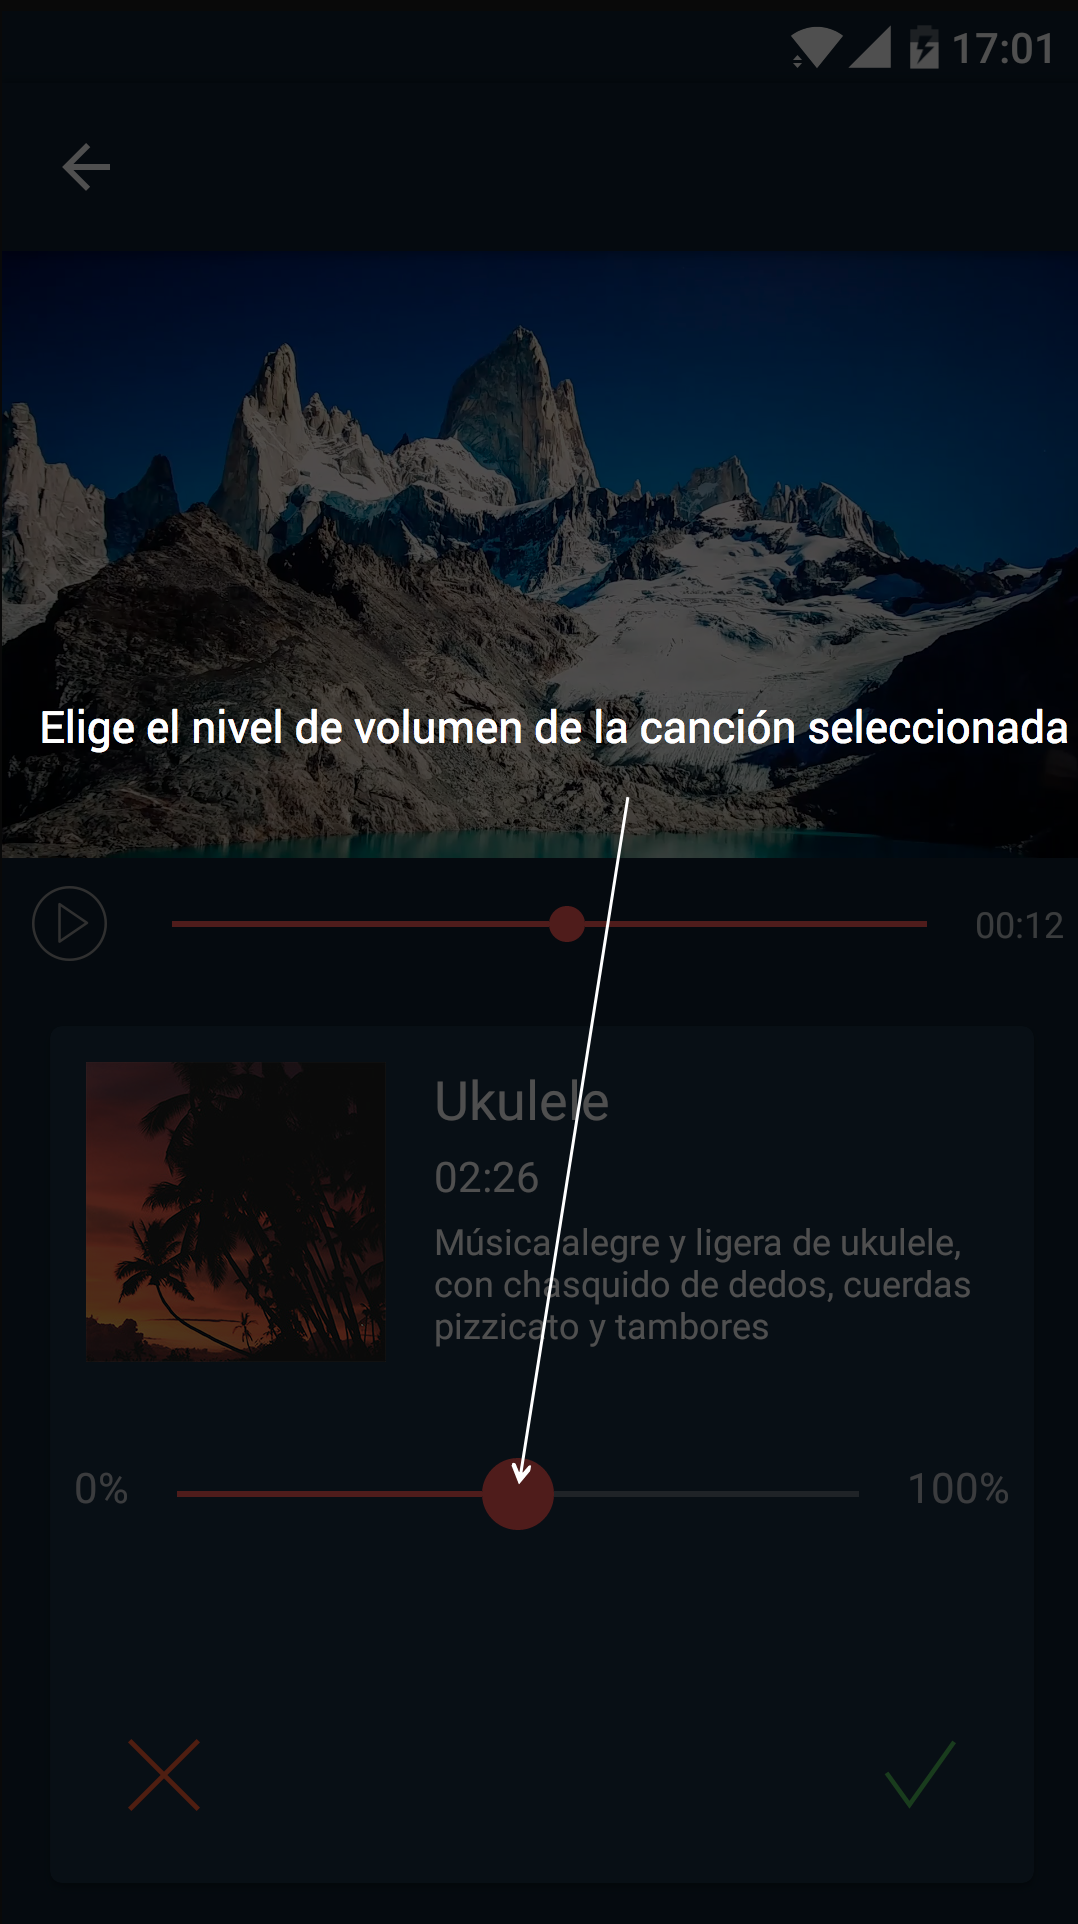 17:01
Elige el nivel de volumen de la canción seleccionada
00:12
Ukulele
02:26
Música alegre y ligera de ukulele,
con chasquido de dedos, cuerdas
pizzicato y tambores
0% 100%